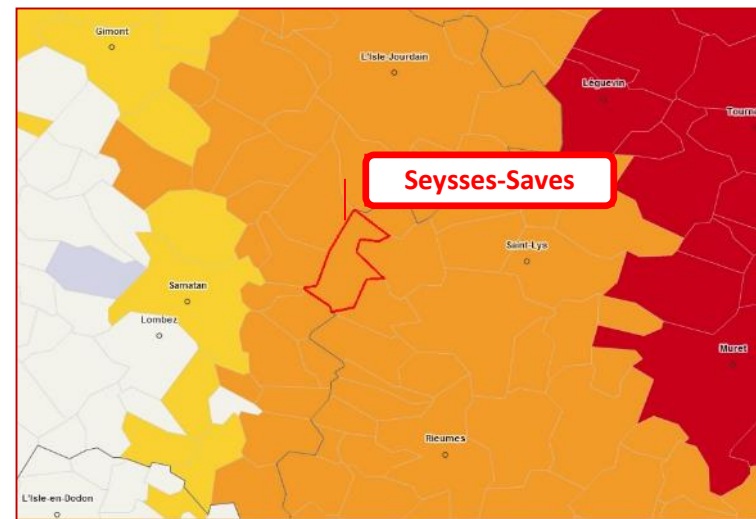 Gimont
L'Isle-Jourdain
Léguevin
Tourn
Seysses-Saves
Saint-Lys
Samatan
Lombez
Muret
Rieumes
L'Isle-en-Dodon